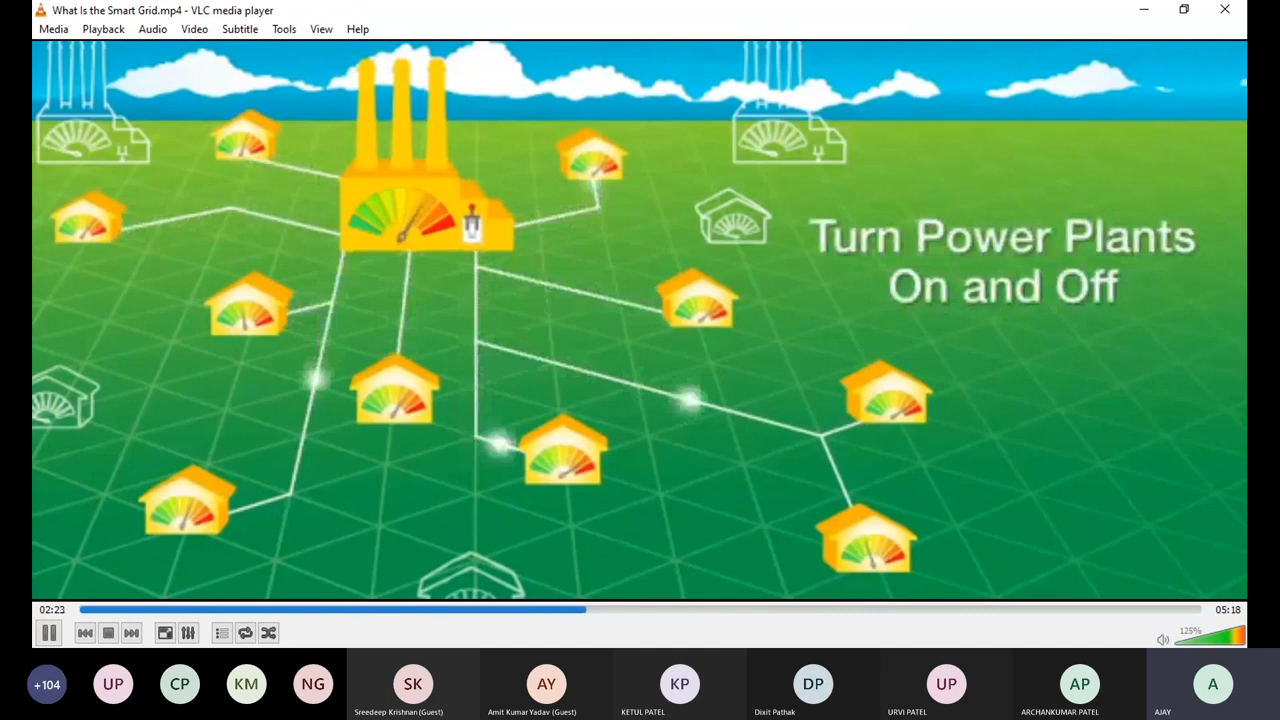 What Is the Smart Grid.mp4 - VLC media player
Media Playback Audio Video Subtitle Tools View Help
Turn Power Plants
On and Off
02:23
05:18
125%
+104 UP CP KM NG SK AY KP DP UP AP A
Sreedeep Krishnan (Guest) Amit Kumar Yadav (Guest) KETUL PATEL Dixit Pathak URVI PATEL ARCHANKUMAR PATEL AJAY